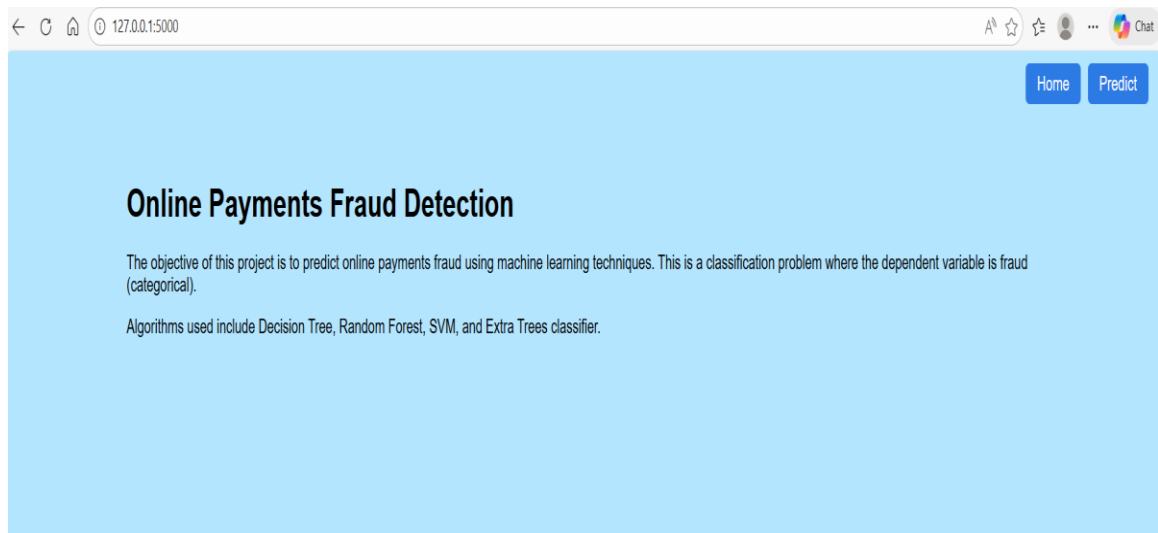 127.0.0.1:5000
Chat
Home Predict
Online Payments Fraud Detection
The objective of this project is to predict online payments fraud using machine learning techniques. This is a classification problem where the dependent variable is fraud
(categorical).
Algorithms used include Decision Tree, Random Forest, SVM, and Extra Trees classifier.